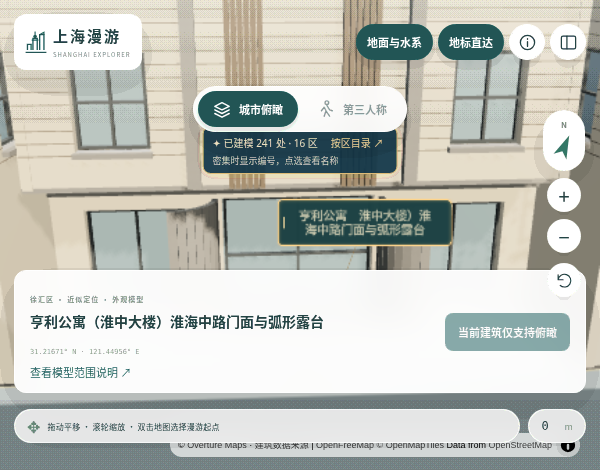 上海漫游
SHANGHAI EXPLORER
地面与水系
地标直达
城市俯瞰
第三人称
✦ 已建模 241 处 · 16 区 按区目录 ↗
密集时显示编号，点选查看名称
N
亨利公寓（淮中大楼）淮
海中路门面与弧形露台
徐汇区 · 近似定位 · 外观模型
亨利公寓（淮中大楼）淮海中路门面与弧形露台
31.21671° N · 121.44956° E
查看模型范围说明 ↗
当前建筑仅支持俯瞰
拖动平移 · 滚轮缩放 · 双击地图选择漫游起点
0 m
© Overture Maps · 建筑数据来源 | OpenFreeMap © OpenMapTiles Data from OpenStreetMap